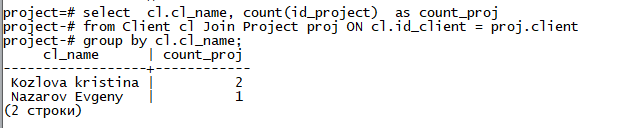 project=# select  cl.cl_name, count(id_project)  as count_proj
project-# from Client cl Join Project proj ON cl.id_client = proj.client
project-# group by cl.cl_name;
     cl_name     | count_proj
-----------------+------------
 Kozlova kristina |          2
 Nazarov Evgeny  |          1
(2 строки)